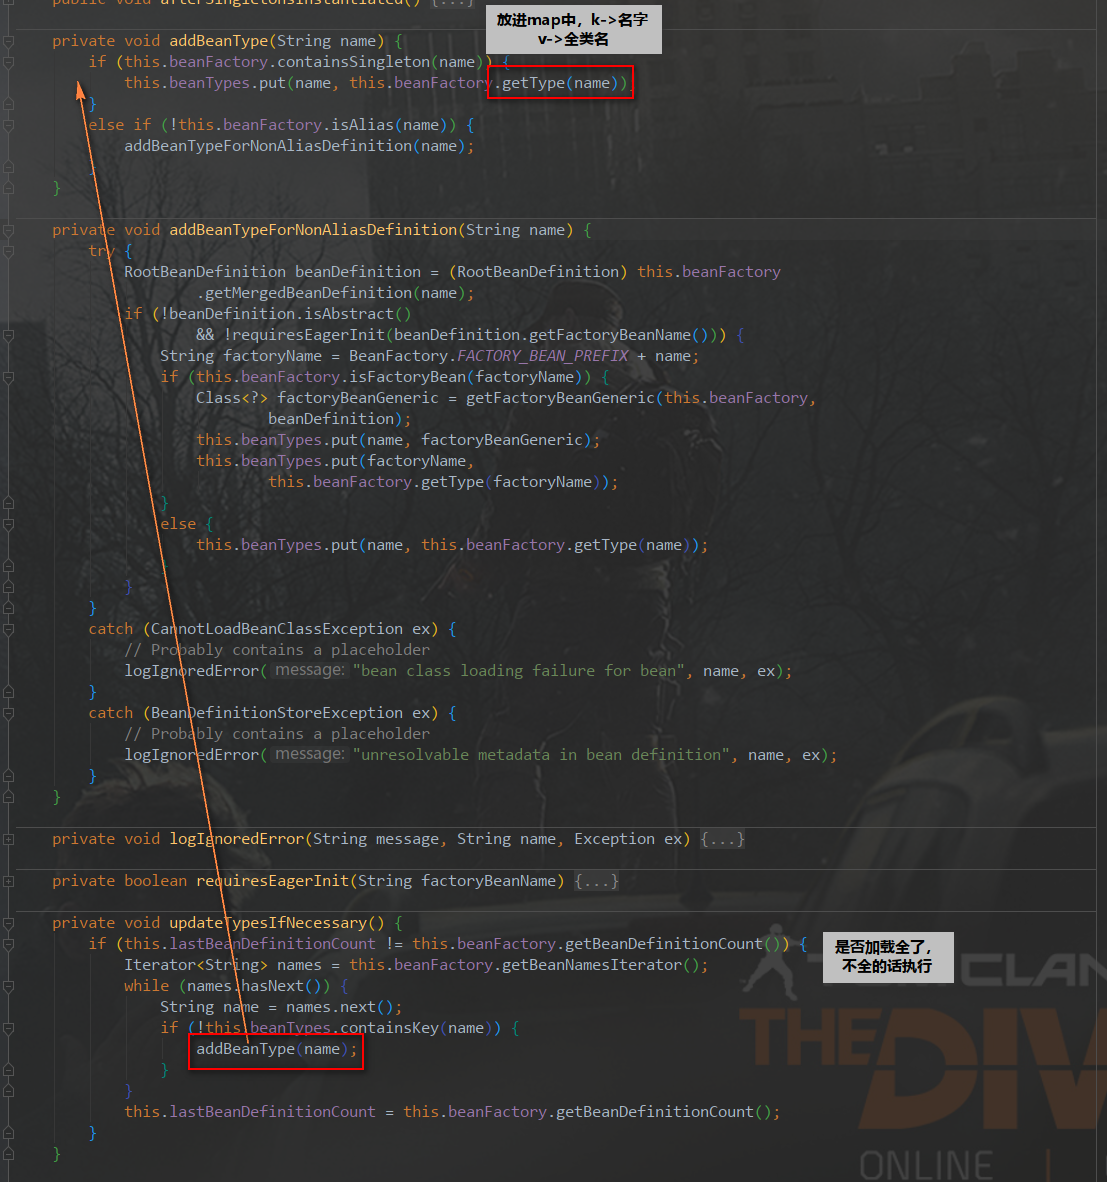 public void afterSingletonsInstantiated() {...}
放进map中，k->名字
v->全类名
private void addBeanType(String name) {
if (this.beanFactory.containsSingleton(name)) {
this.beanTypes.put(name, this.beanFactory.getType(name))
}
else if (!this.beanFactory.isAlias(name)) {
addBeanTypeForNonAliasDefinition(name);
}
private void addBeanTypeForNonAliasDefinition(String name) {
try {
RootBeanDefinition beanDefinition = (RootBeanDefinition) this.beanFactory
.getMergedBeanDefinition(name);
if (!beanDefinition.isAbstract()
&& !requiresEagerInit(beanDefinition.getFactoryBeanName())) {
String factoryName = BeanFactory.FACTORY_BEAN_PREFIX + name;
if (this.beanFactory.isFactoryBean(factoryName)) {
Class<?> factoryBeanGeneric = getFactoryBeanGeneric(this.beanFactory,
beanDefinition);
this.beanTypes.put(name, factoryBeanGeneric);
this.beanTypes.put(factoryName,
this.beanFactory.getType(factoryName));
}
else {
this.beanTypes.put(name, this.beanFactory.getType(name));
}
}
catch (CannotLoadBeanClassException ex) {
// Probably contains a placeholder
logIgnoredError( message: "bean class loading failure for bean", name, ex);
}
catch (BeanDefinitionStoreException ex) {
// Probably contains a placeholder
logIgnoredError( message: "unresolvable metadata in bean definition", name, ex);
}
}
private void logIgnoredError(String message, String name, Exception ex) {...}
private boolean requiresEagerInit(String factoryBeanName) {...}
private void updateTypesIfNecessary() {
if (this.lastBeanDefinitionCount != this.beanFactory.getBeanDefinitionCount()) {
是否加载全了，
不全的话执行
Iterator<String> names = this.beanFactory.getBeanNamesIterator();
while (names.hasNext()) {
String name = names.next();
if (!this.beanTypes.containsKey(name)) {
addBeanType(name);
}
}
this.lastBeanDefinitionCount = this.beanFactory.getBeanDefinitionCount();
}
}
THE
DIV
ONLINE